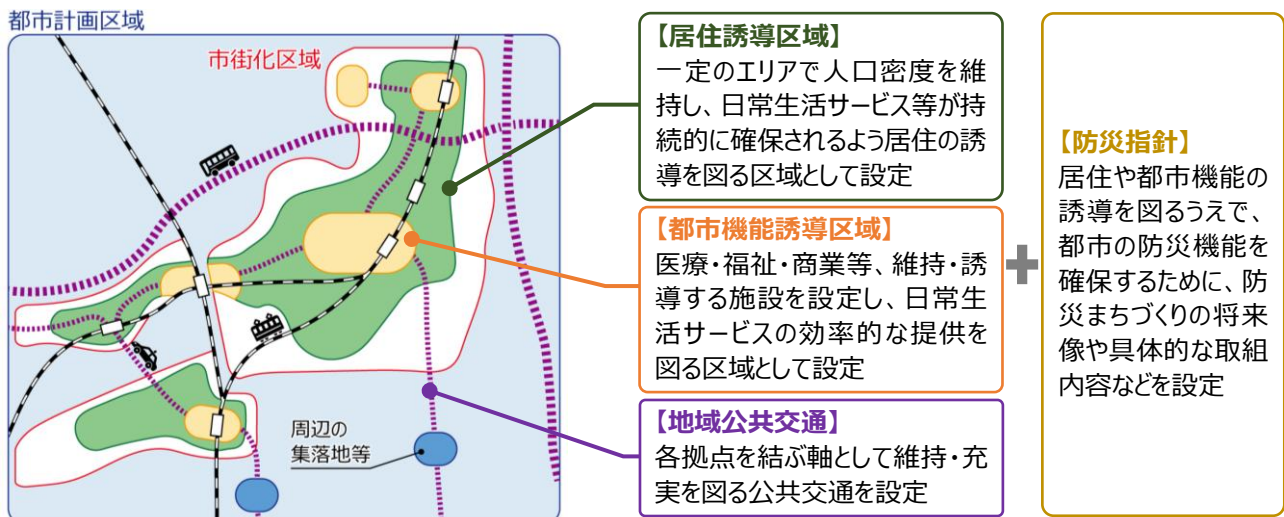 都市計画区域
市街化区域
周辺の
集落地等
【居住誘導区域】
一定のエリアで人口密度を維
持し、日常生活サービス等が持
続的に確保されるよう居住の誘
導を図る区域として設定
【都市機能誘導区域】
医療・福祉・商業等、維持・誘
導する施設を設定し、日常生
活サービスの効率的な提供を
図る区域として設定
【地域公共交通】
各拠点を結ぶ軸として維持・充
実を図る公共交通を設定
【防災指針】
居住や都市機能の
誘導を図るうえで、
都市の防災機能を
確保するために、防
災まちづくりの将来
像や具体的な取組
内容などを設定